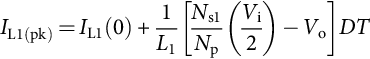 I_{L1(pk)} = I_{L1}(0) + \frac{1}{L_1} \left[ \frac{N_{s1}}{N_p} \left( \frac{V_i}{2} \right) - V_o \right] DT